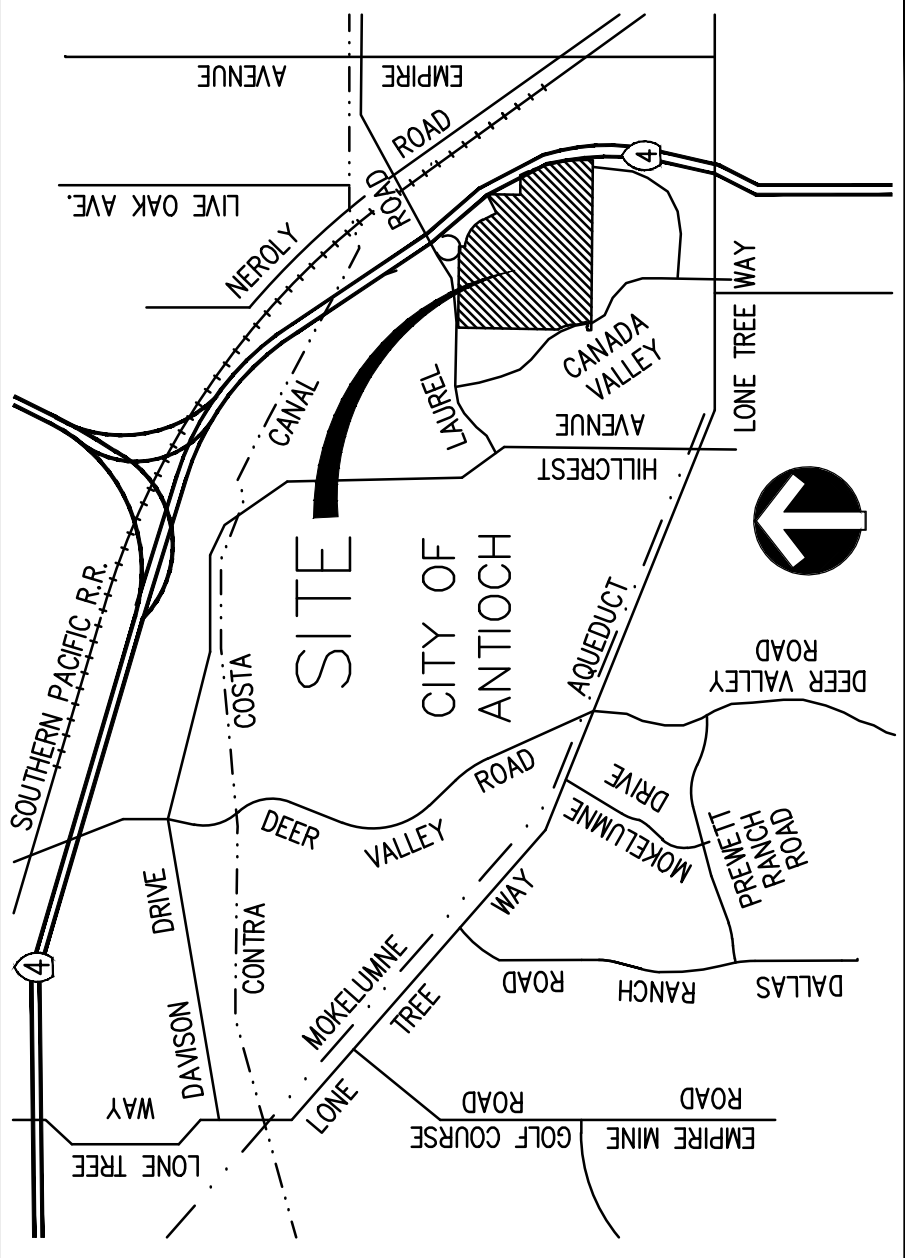 SOUTHERN PACIFIC R.R.
4
LONE TREE
WAY
DAVISON
DRIVE
CONTRA
COSTA
CANAL
NEROLY
ROAD
LIVE OAK AVE.
EMPIRE
AVENUE
ROAD
4
SITE
CITY OF
ANTIOCH
LAUREL
CANADA
VALLEY
HILLCREST
AVENUE
LONE TREE WAY
DEER
VALLEY
ROAD
MOKELUMNE
AQUEDUCT
LONE
TREE
WAY
DEER VALLEY
ROAD
MOKELUMNE
DRIVE
PREWETT
RANCH
ROAD
DALLAS
RANCH
ROAD
GOLF COURSE
ROAD
EMPIRE MINE
ROAD